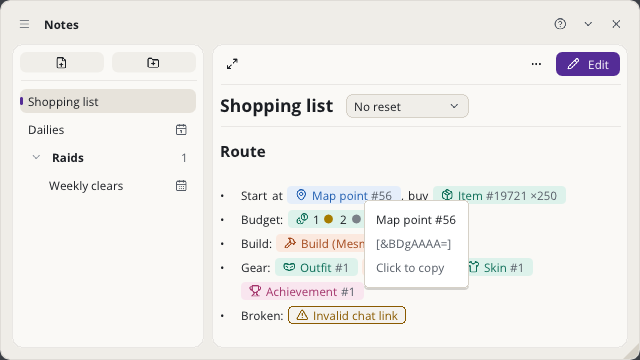 Notes
Edit
Shopping list
Dailies
Raids 1
Weekly clears
Shopping list No reset
Route
• Start at Map point #56 , buy Item #19721 ×250
• Budget: 1 2
• Build: Build (Mesm
• Gear: Outfit #1 Skin #1
Achievement #1
• Broken: Invalid chat link
Map point #56
[&BDgAAAA=]
Click to copy